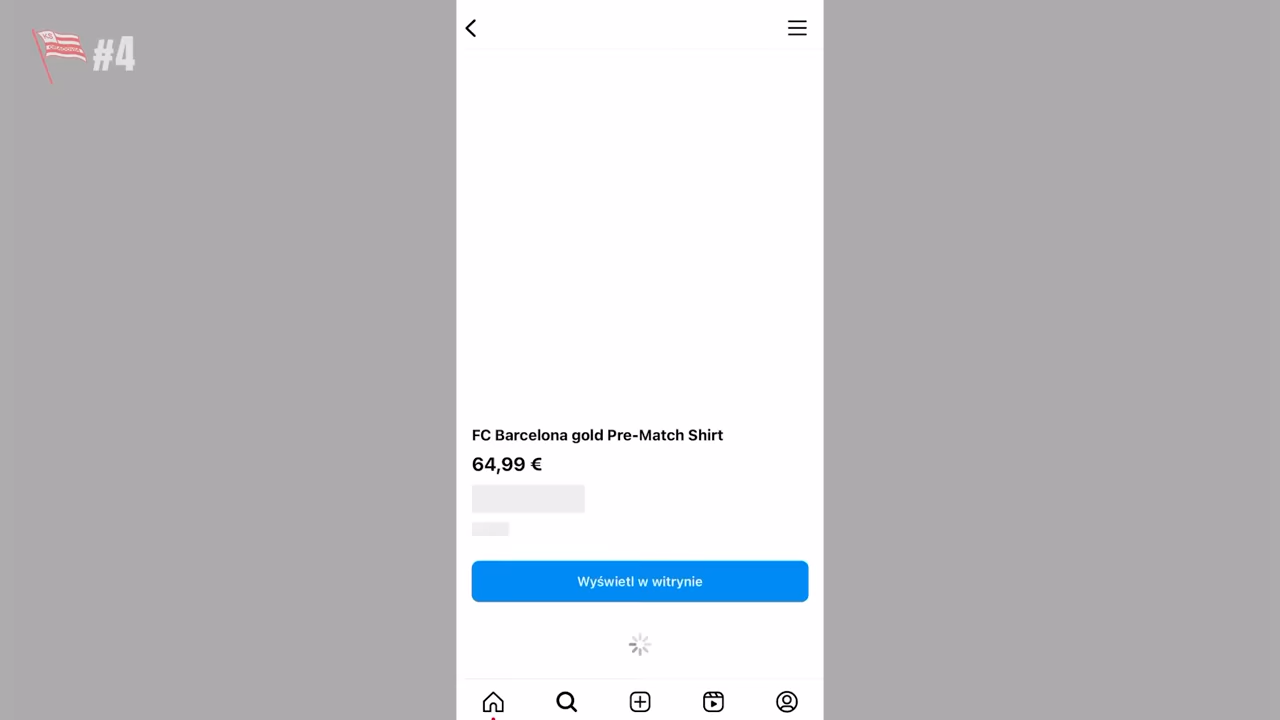 #4
FC Barcelona gold Pre-Match Shirt
64,99 €
Wyświetl w witrynie